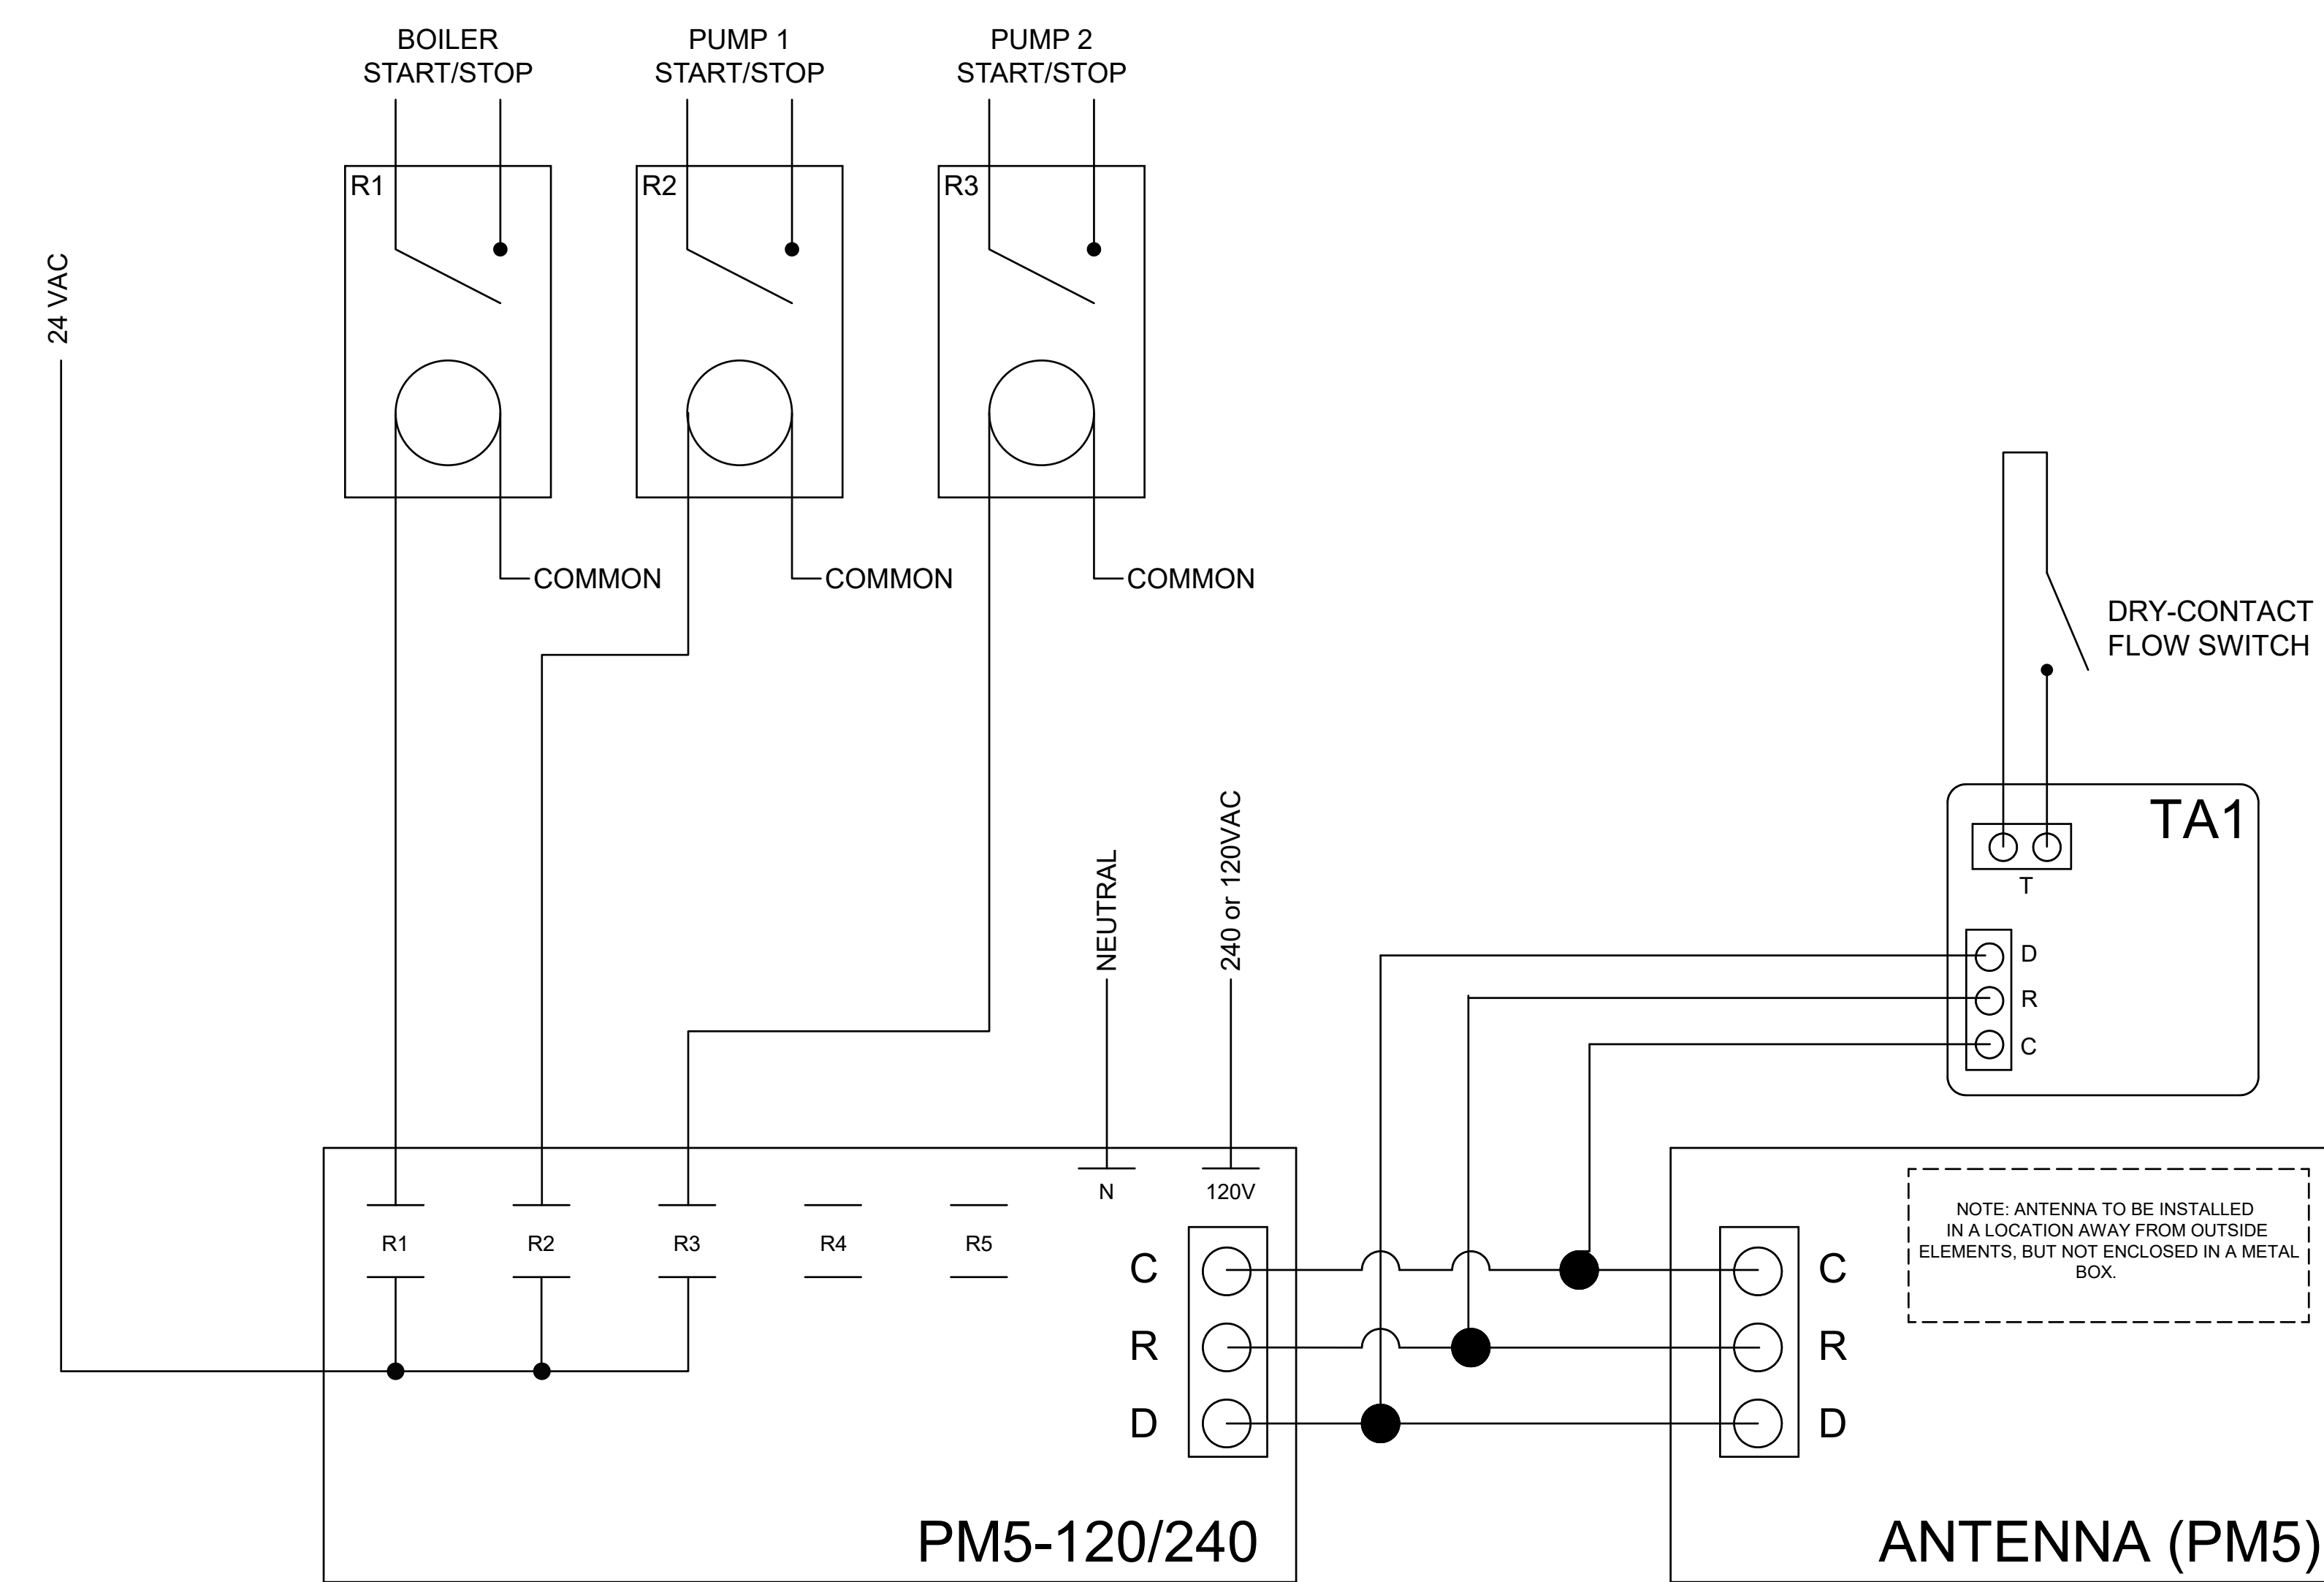 BOILER
START/STOP
PUMP 1
START/STOP
PUMP 2
START/STOP
R1
R2
R3
24 VAC
COMMON
COMMON
COMMON
DRY-CONTACT
FLOW SWITCH
NEUTRAL
240 or 120VAC
TA1
T
D
R
C
N
120V
R1
R2
R3
R4
R5
C
R
D
C
R
D
NOTE: ANTENNA TO BE INSTALLED
IN A LOCATION AWAY FROM OUTSIDE
ELEMENTS, BUT NOT ENCLOSED IN A METAL
BOX.
PM5-120/240
ANTENNA (PM5)